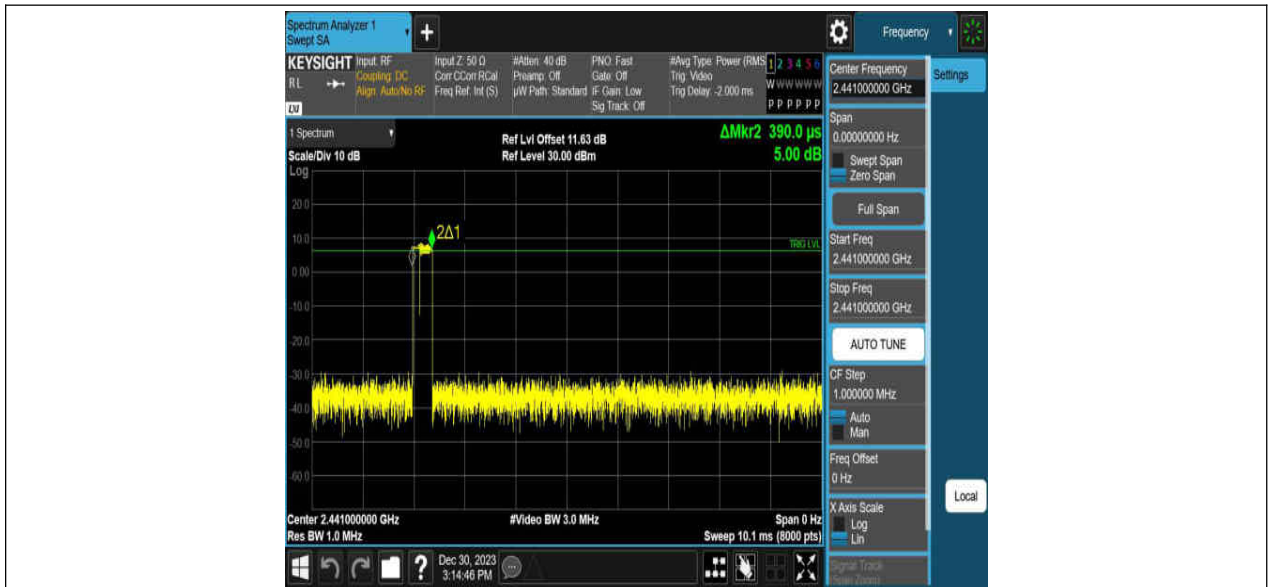 Spectrum Analyzer 1
Swept SA
+
Frequency
KEYSIGHT
RL
LXI
Input: RF
Coupling: DC
Align: Auto/No RF
Input Z: 50 Ω
Corr CCorr RCal
Freq Ref: Int (S)
#Atten: 40 dB
Preamp: Off
µW Path: Standard
PNO: Fast
Gate: Off
IF Gain: Low
Sig Track: Off
#Avg Type: Power (RMS
Trig: Video
Trig Delay: -2.000 ms
1 2 3 4 5 6
W W W W W W
P P P P P P
1 Spectrum
Scale/Div 10 dB
Log
Ref Lvl Offset 11.63 dB
Ref Level 30.00 dBm
ΔMkr2 390.0 µs
5.00 dB
20.0
10.0
0.00
-10.0
-20.0
-30.0
-40.0
-50.0
-60.0
2Δ1
TRIG LVL
Center 2.441000000 GHz
Res BW 1.0 MHz
#Video BW 3.0 MHz
Span 0 Hz
Sweep 10.1 ms (8000 pts)
Center Frequency
2.441000000 GHz
Settings
Span
0.00000000 Hz
Swept Span
Zero Span
Full Span
Start Freq
2.441000000 GHz
Stop Freq
2.441000000 GHz
AUTO TUNE
CF Step
1.000000 MHz
Auto
Man
Freq Offset
0 Hz
X Axis Scale
Log
Lin
Signal Track
(Span Zoom)
Local
?
Dec 30, 2023
3:14:46 PM